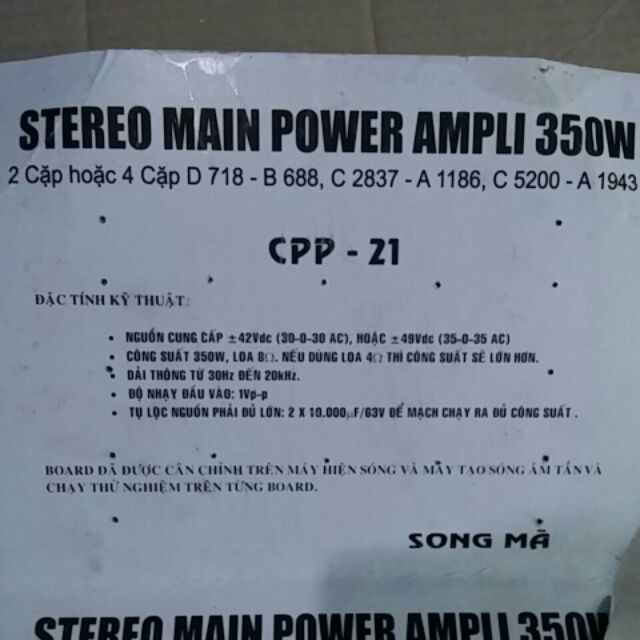 STEREO MAIN POWER AMPLI 350W
2 Cặp hoặc 4 Cặp D 718 - B 688, C 2837 - A 1186, C 5200 - A 1943
CPP - 21
ĐẶC TÍNH KỸ THUẬT:
• NGUỒN CUNG CẤP ±42Vdc (30-0-30 AC), HOẶC ±49Vdc (35-0-35 AC)
• CÔNG SUẤT 350W, LOA 8Ω. NẾU DÙNG LOA 4Ω THÌ CÔNG SUẤT SẼ LỚN HƠN.
• DẢI THÔNG TỪ 30Hz ĐẾN 20kHz.
• ĐỘ NHẠY ĐẦU VÀO: 1Vp-p
• TỤ LỌC NGUỒN PHẢI ĐỦ LỚN: 2 X 10.000µF/63V ĐỂ MẠCH CHẠY RA ĐỦ CÔNG SUẤT .
BOARD ĐÃ ĐƯỢC CÂN CHỈNH TRÊN MÁY HIỆN SÓNG VÀ MÁY TẠO SÓNG ÂM TẦN VÀ
CHẠY THỬ NGHIỆM TRÊN TỪNG BOARD.
SONG MÃ
STEREO MAIN POWER AMPLI 350W